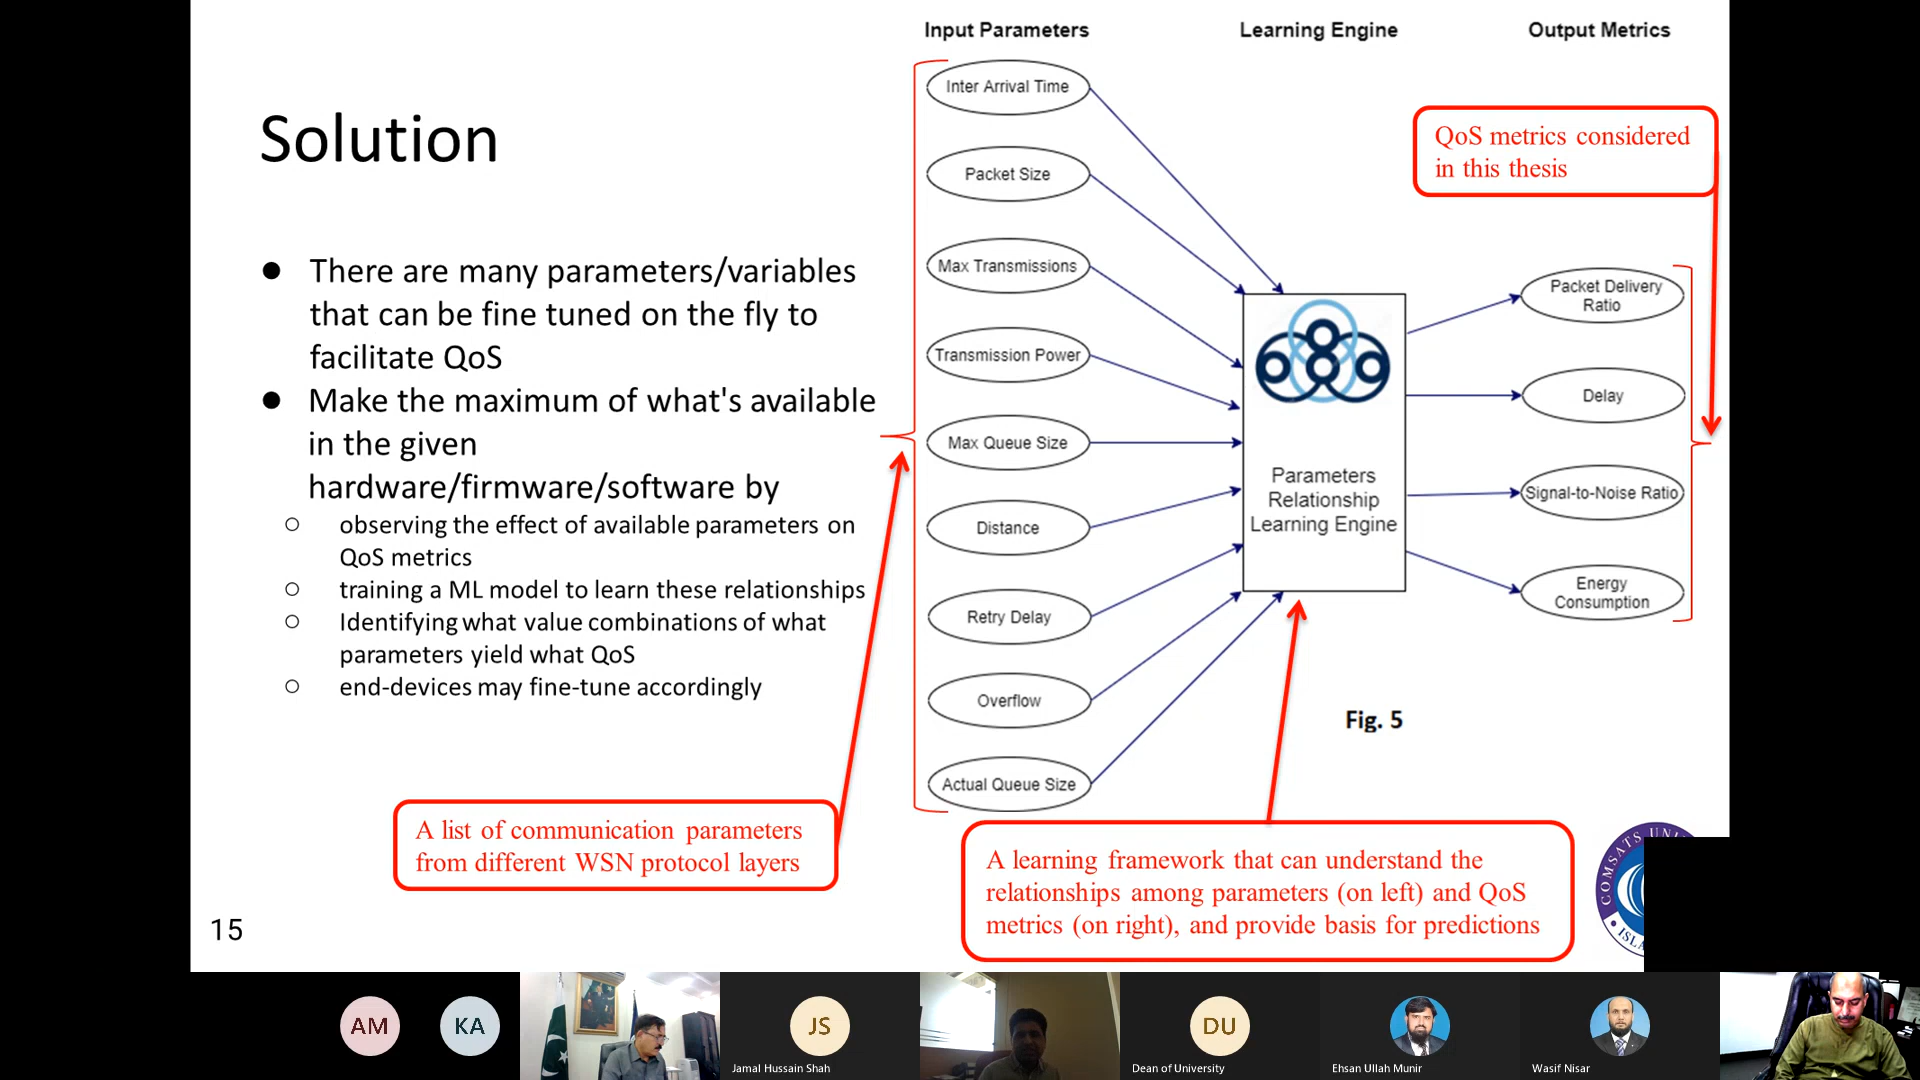 Solution
● There are many parameters/variables
that can be fine tuned on the fly to
facilitate QoS
● Make the maximum of what's available
in the given
hardware/firmware/software by
○ observing the effect of available parameters on
QoS metrics
○ training a ML model to learn these relationships
○ Identifying what value combinations of what
parameters yield what QoS
○ end-devices may fine-tune accordingly
A list of communication parameters
from different WSN protocol layers
15
Input Parameters
Inter Arrival Time
Packet Size
Max Transmissions
Transmission Power
Max Queue Size
Distance
Retry Delay
Overflow
Actual Queue Size
Learning Engine
Parameters
Relationship
Learning Engine
Output Metrics
QoS metrics considered
in this thesis
Packet Delivery
Ratio
Delay
Signal-to-Noise Ratio
Energy
Consumption
Fig. 5
A learning framework that can understand the
relationships among parameters (on left) and QoS
metrics (on right), and provide basis for predictions
COMSATS UNI
ISL
AM
KA
JS
Jamal Hussain Shah
DU
Dean of University
Ehsan Ullah Munir
Wasif Nisar